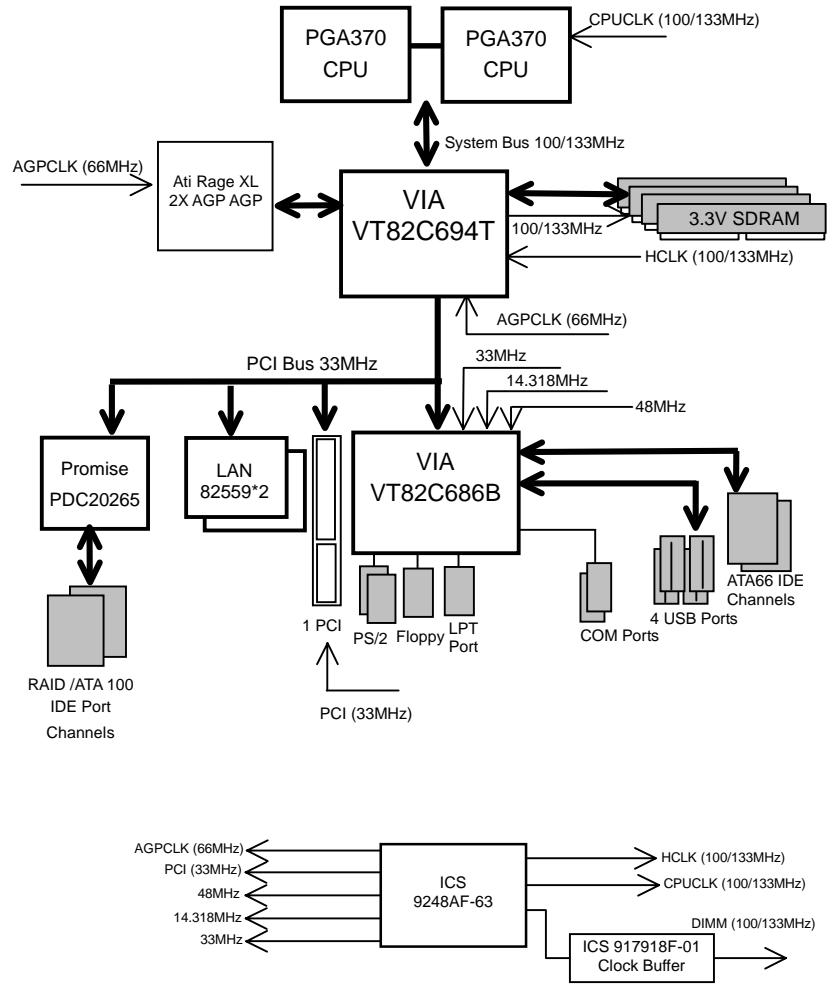 CPUCLK (100/133MHz)
PGA370
CPU
PGA370
CPU
System Bus 100/133MHz
AGPCLK (66MHz)
Ati Rage XL
2X AGP AGP
VIA
VT82C694T
3.3V SDRAM
100/133MHz
HCLK (100/133MHz)
AGPCLK (66MHz)
PCI Bus 33MHz
33MHz
14.318MHz
48MHz
Promise
PDC20265
LAN
82559*2
VIA
VT82C686B
ATA66 IDE
Channels
4 USB Ports
COM Ports
1 PCI
PS/2
Floppy
LPT
Port
RAID /ATA 100
IDE Port
Channels
PCI (33MHz)
AGPCLK (66MHz)
PCI (33MHz)
48MHz
14.318MHz
33MHz
ICS
9248AF-63
HCLK (100/133MHz)
CPUCLK (100/133MHz)
DIMM (100/133MHz)
ICS 917918F-01
Clock Buffer